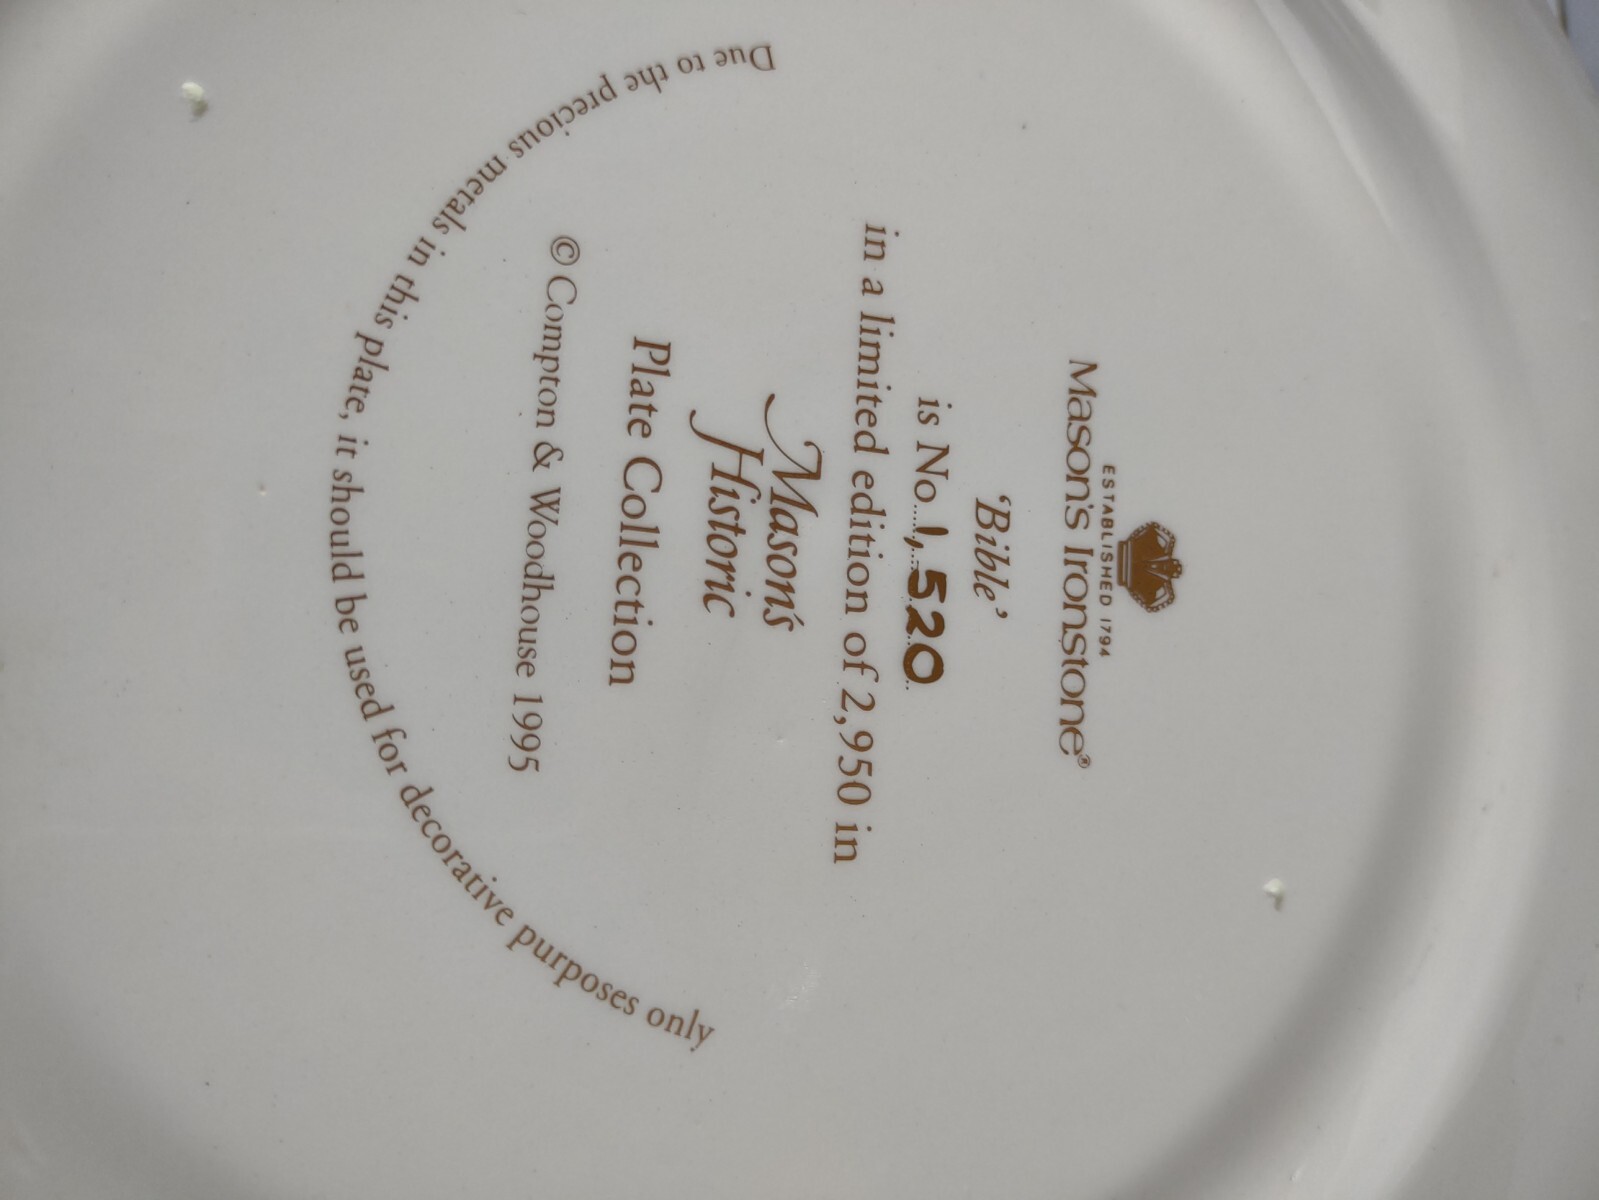 ESTABLISHED 1794
Mason's Ironstone®
'Bible'
is No. 1,520
in a limited edition of 2,950 in
Mason's
Historic
Plate Collection
© Compton & Woodhouse 1995
Due to the precious metals in this plate, it should be used for decorative purposes only